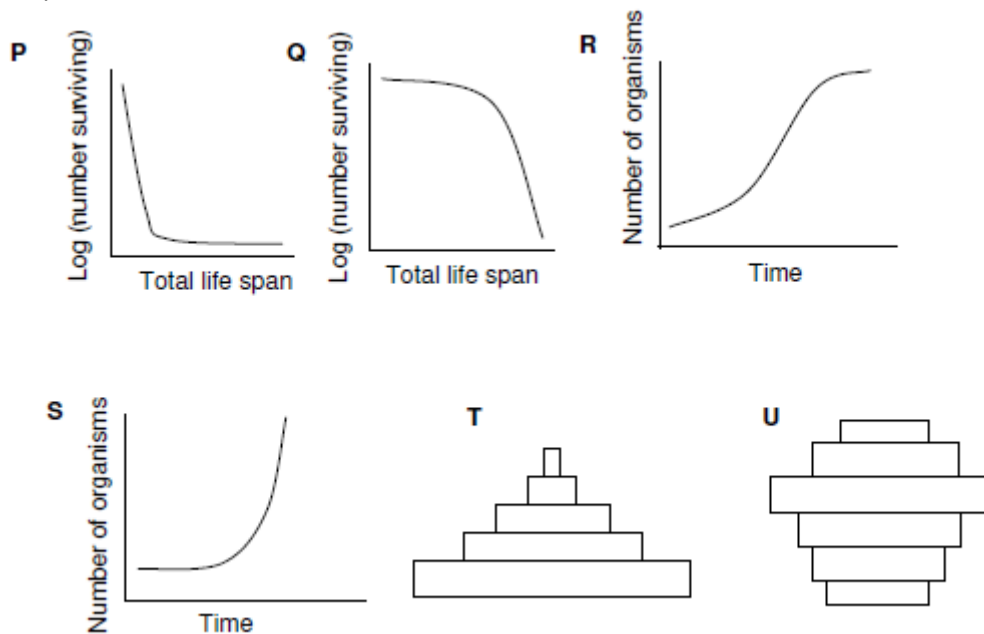 P
Log (number surviving)
Total life span
Q
Log (number surviving)
Total life span
R
Number of organisms
Time
S
Number of organisms
Time
T
U